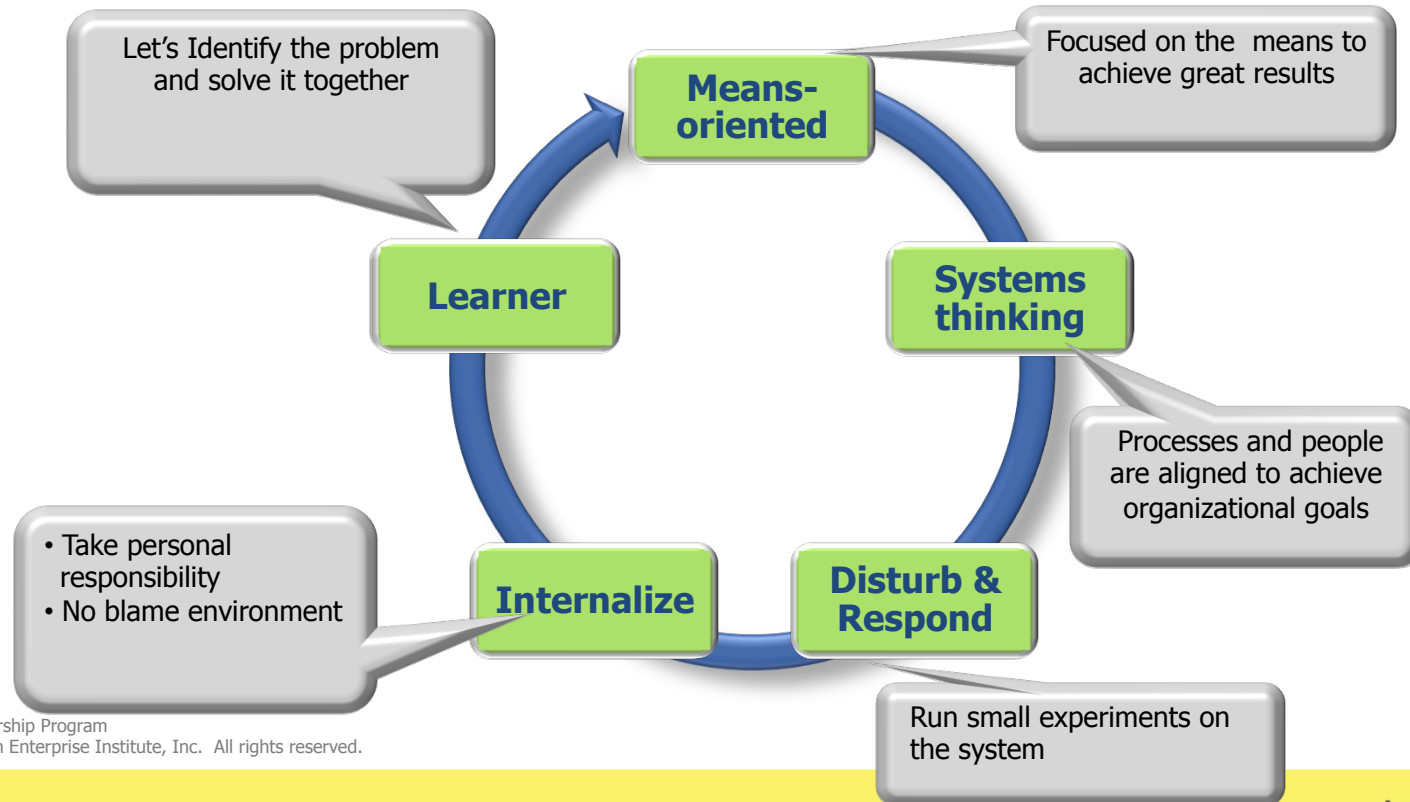 Let's Identify the problem
and solve it together
Means-
oriented
Focused on the means to
achieve great results
Learner
Systems
thinking
Processes and people
are aligned to achieve
organizational goals
• Take personal
responsibility
• No blame environment
Internalize
Disturb &
Respond
Run small experiments on
the system
rship Program
Enterprise Institute, Inc. All rights reserved.